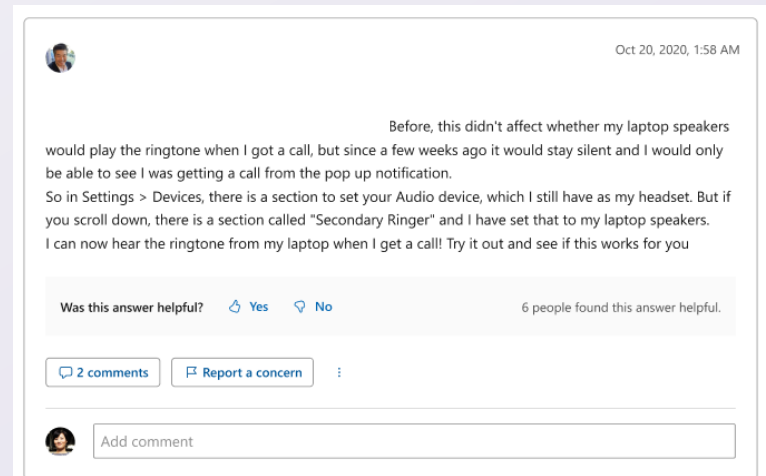 Oct 20, 2020, 1:58 AM
Before, this didn't affect whether my laptop speakers
would play the ringtone when I got a call, but since a few weeks ago it would stay silent and I would only
be able to see I was getting a call from the pop up notification.
So in Settings > Devices, there is a section to set your Audio device, which I still have as my headset. But if
you scroll down, there is a section called "Secondary Ringer" and I have set that to my laptop speakers.
I can now hear the ringtone from my laptop when I get a call! Try it out and see if this works for you
Was this answer helpful? Yes No 6 people found this answer helpful.
2 comments Report a concern
Add comment